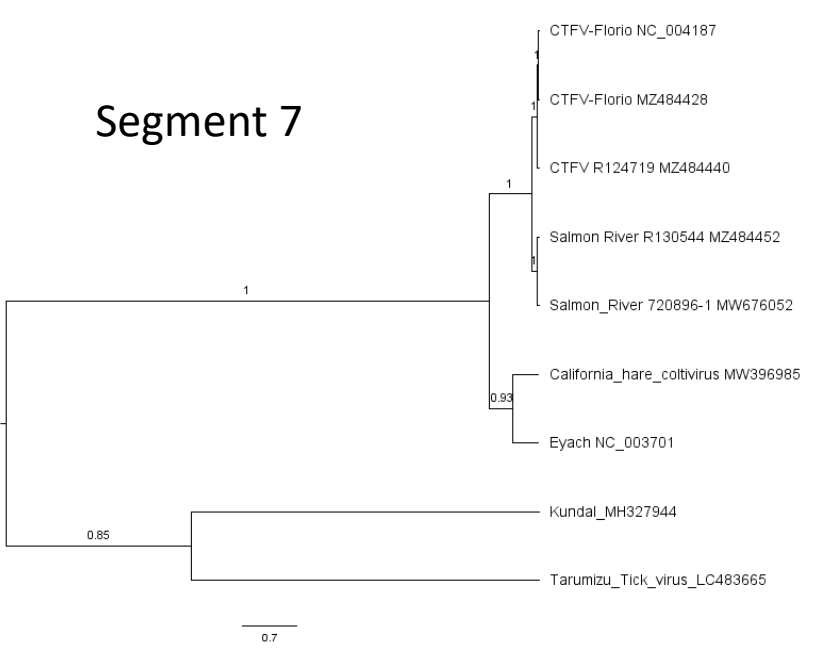 CTFV-Florio NC_004187
1
Segment 7
CTFV-Florio MZ484428
1
CTFV R124719 MZ484440
1
Salmon River R130544 MZ484452
1
1
Salmon_River 720896-1 MW676052
California_hare_coltivirus MW396985
0.93
Eyach NC_003701
Kundal_MH327944
0.85
Tarumizu_Tick_virus_LC483665
0.7